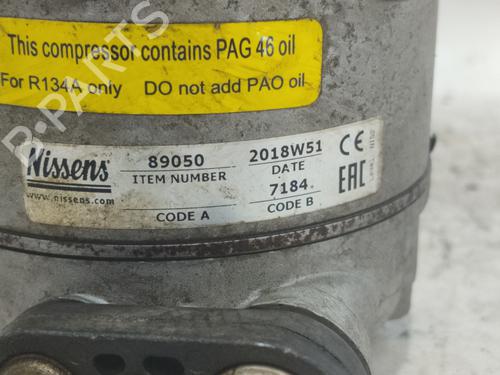 This compressor contains PAG 46 oil
For R134A only DO not add PAO oil
Nissens
www.nissens.com
89050
ITEM NUMBER
2018W51
DATE
CE
EAC
7184
CODE A
CODE B
B-PARTS